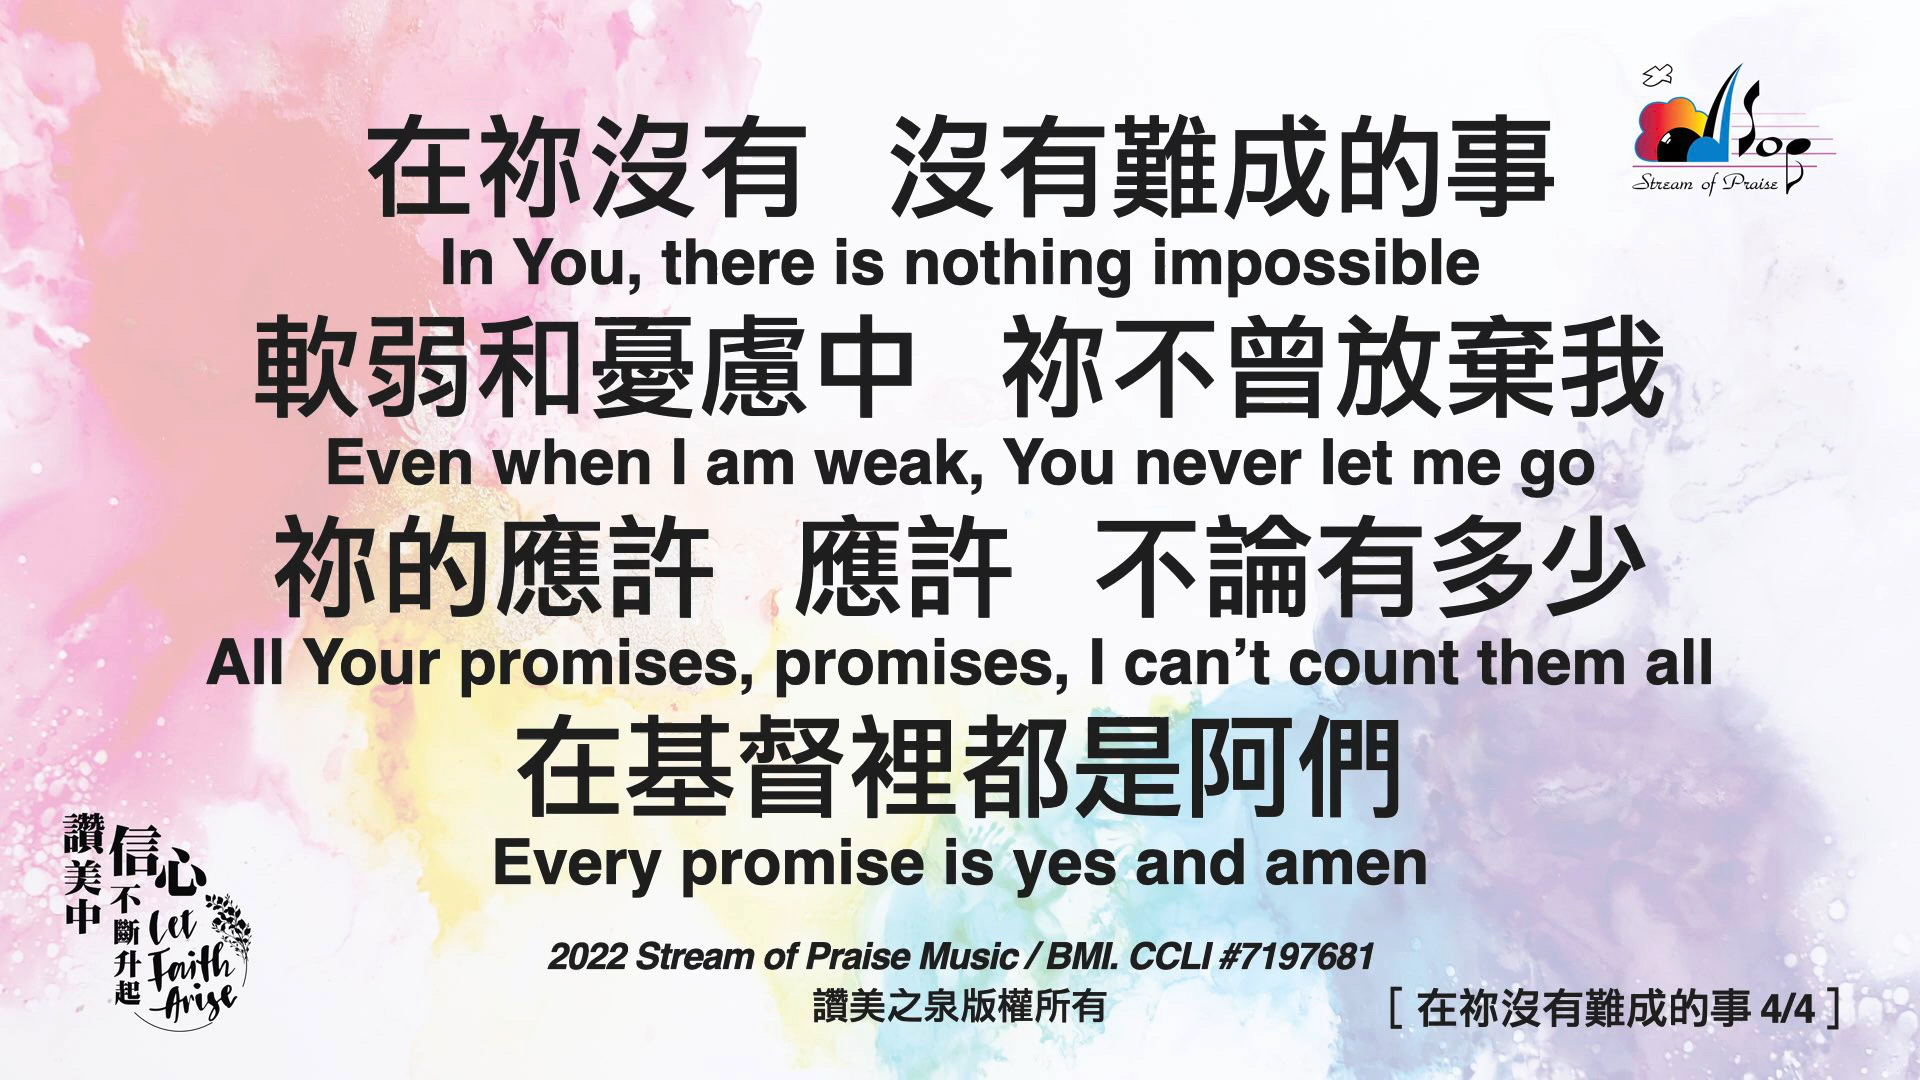 在祢沒有 沒有難成的事
In You, there is nothing impossible
軟弱和憂慮中 祢不曾放棄我
Even when I am weak, You never let me go
祢的應許 應許 不論有多少
All Your promises, promises, I can’t count them all
在基督裡都是阿們
Every promise is yes and amen
2022 Stream of Praise Music / BMI. CCLI #7197681
讚美之泉版權所有
[ 在祢沒有難成的事 4/4 ]
Sop
Stream of Praise
讚美中
信心
不斷升起
Let
Faith
Arise